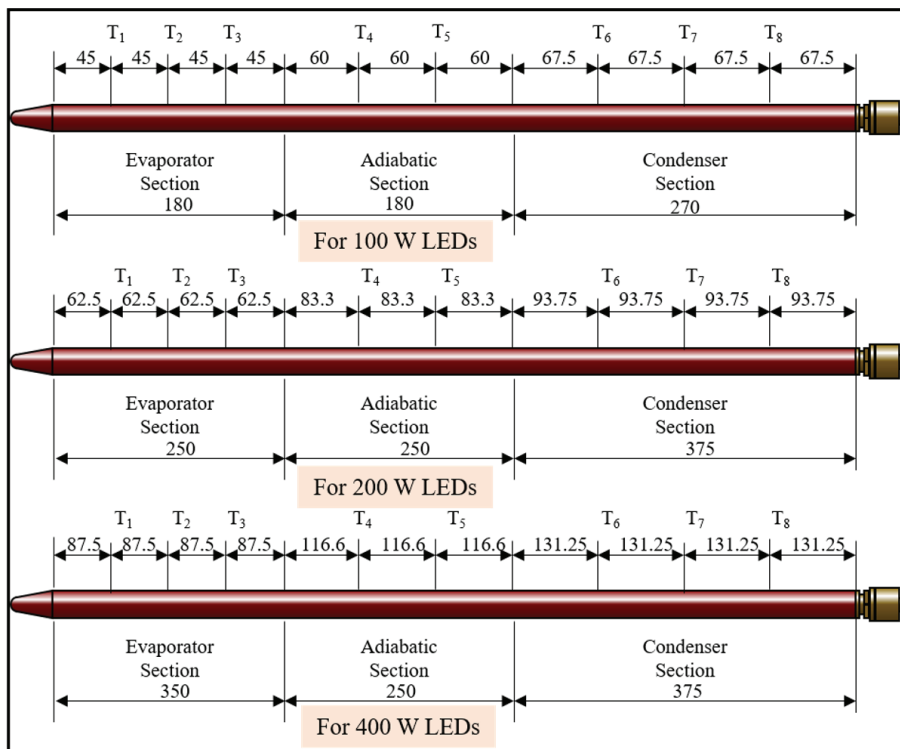 T1 T2 T3 T4 T5 T6 T7 T8
45 45 45 45 60 60 60 67.5 67.5 67.5 67.5
Evaporator Section
Adiabatic Section
Condenser Section
180 180 270
For 100 W LEDs
T1 T2 T3 T4 T5 T6 T7 T8
62.5 62.5 62.5 62.5 83.3 83.3 83.3 93.75 93.75 93.75 93.75
Evaporator Section
Adiabatic Section
Condenser Section
250 250 375
For 200 W LEDs
T1 T2 T3 T4 T5 T6 T7 T8
87.5 87.5 87.5 87.5 116.6 116.6 116.6 131.25 131.25 131.25 131.25
Evaporator Section
Adiabatic Section
Condenser Section
350 250 375
For 400 W LEDs